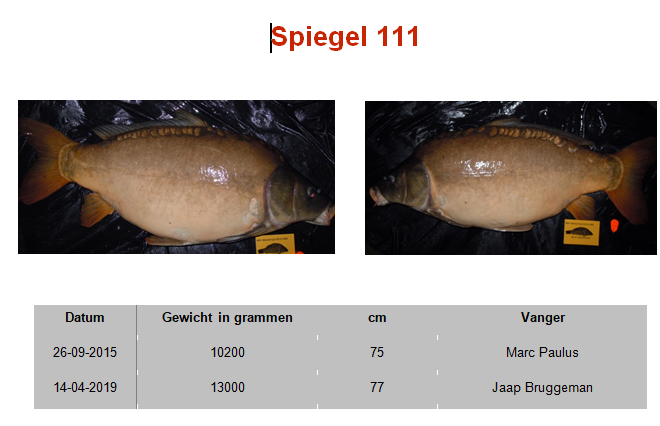 Spiegel 111
Datum Gewicht in grammen cm Vanger
26-09-2015 10200 75 Marc Paulus
14-04-2019 13000 77 Jaap Bruggeman